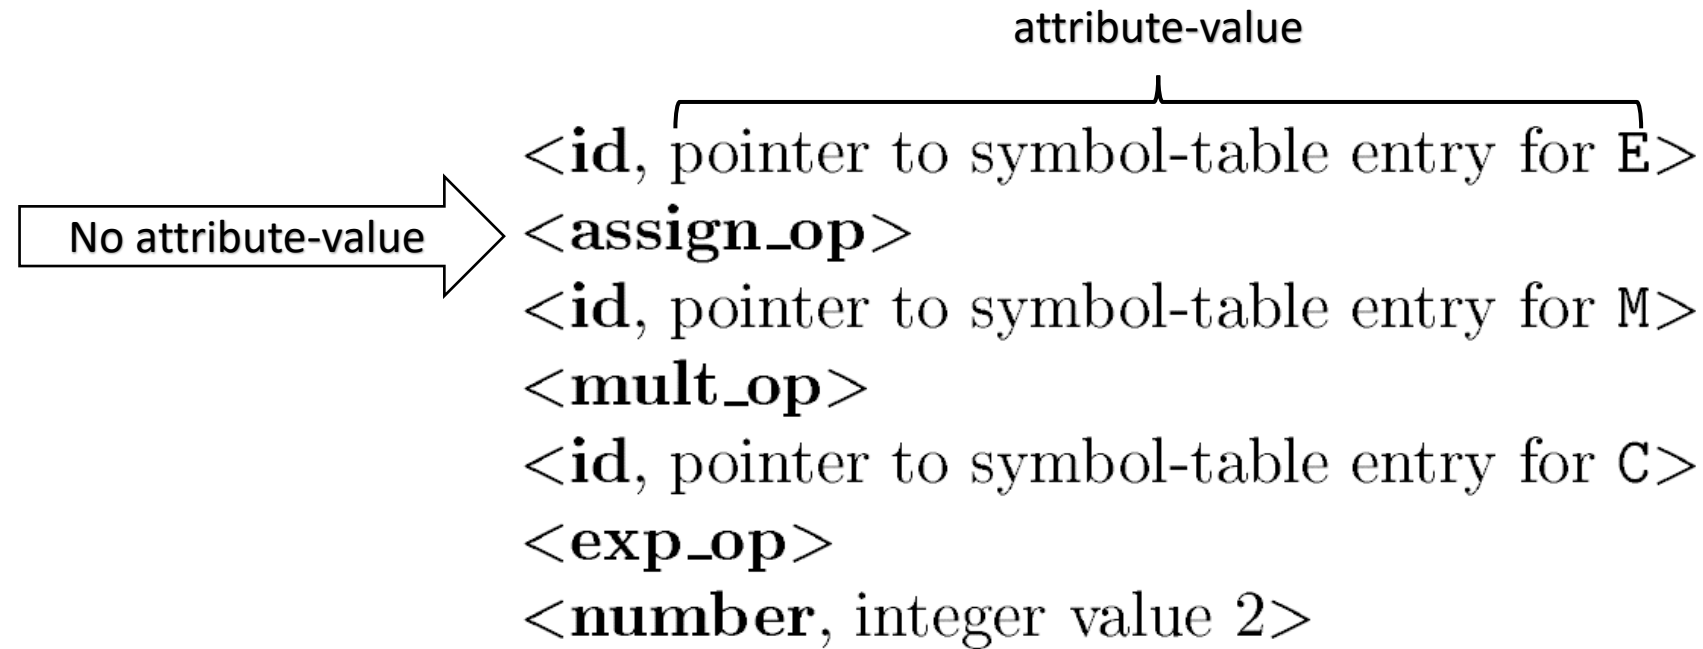 attribute-value
<id, pointer to symbol-table entry for E>
No attribute-value
<assign_op>
<id, pointer to symbol-table entry for M>
<mult_op>
<id, pointer to symbol-table entry for C>
<exp_op>
<number, integer value 2>